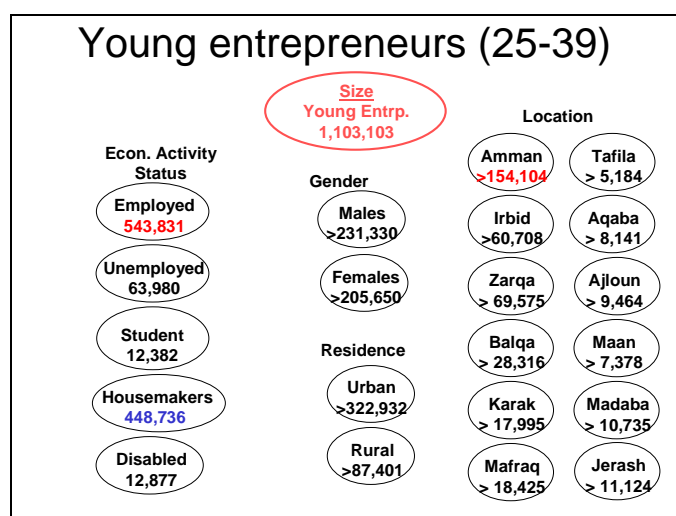 Young entrepreneurs (25-39)
Size
Young Entrp.
1,103,103
Econ. Activity
Status
Employed
543,831
Unemployed
63,980
Student
12,382
Housemakers
448,736
Disabled
12,877
Gender
Males
>231,330
Females
>205,650
Residence
Urban
>322,932
Rural
>87,401
Location
Amman
>154,104
Irbid
>60,708
Zarqa
> 69,575
Balqa
> 28,316
Karak
> 17,995
Mafraq
> 18,425
Tafila
> 5,184
Aqaba
> 8,141
Ajloun
> 9,464
Maan
> 7,378
Madaba
> 10,735
Jerash
> 11,124